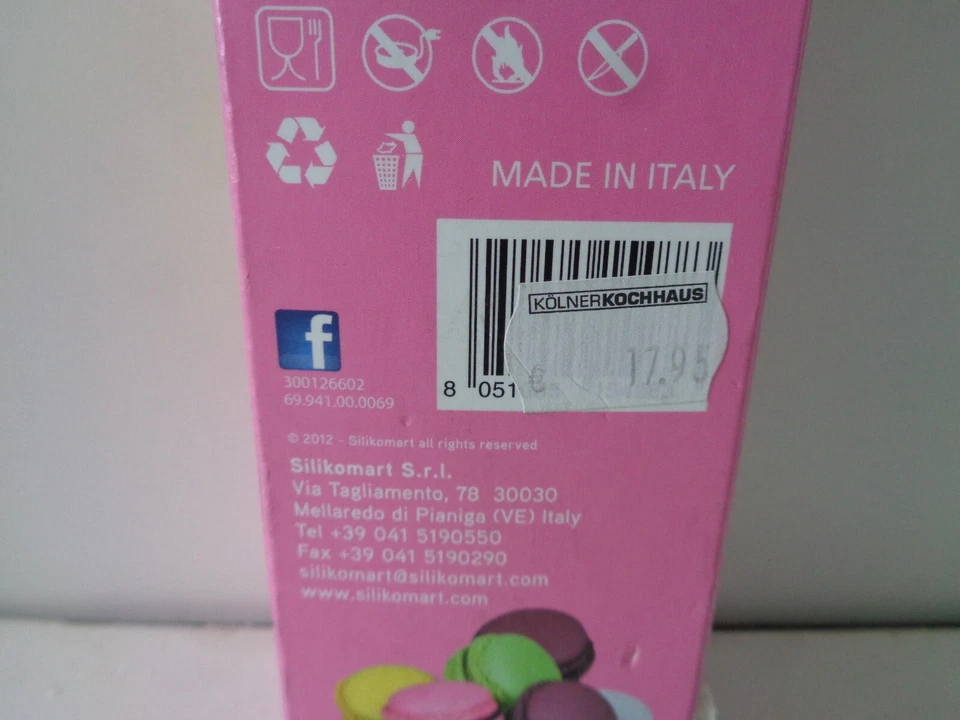 MADE IN ITALY
KÖLNERKOCHHAUS
€ 17.95
8 051
f
300126602
69.941.00.0069
© 2012 - Silikomart all rights reserved
Silikomart S.r.l.
Via Tagliamento, 78 30030
Mellaredo di Pianiga (VE) Italy
Tel +39 041 5190550
Fax +39 041 5190290
silikomart@silikomart.com
www.silikomart.com